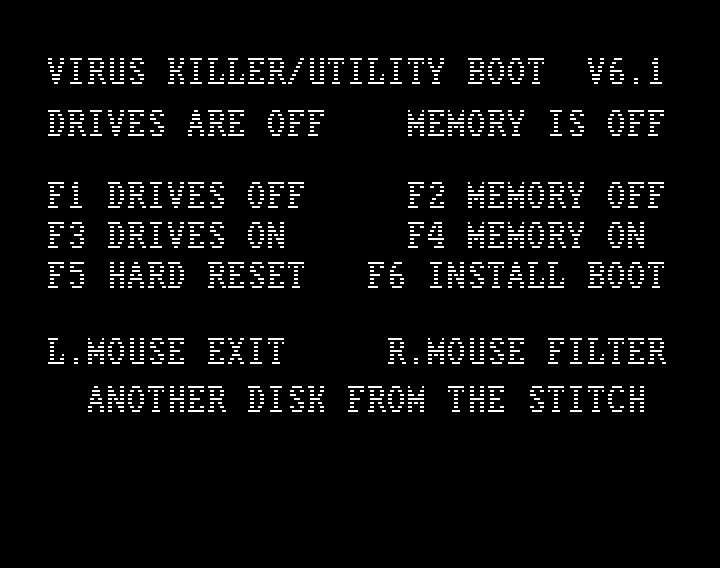 VIRUS KILLER/UTILITY BOOT  V6.1
DRIVES ARE OFF    MEMORY IS OFF
F1 DRIVES OFF     F2 MEMORY OFF
F3 DRIVES ON      F4 MEMORY ON
F5 HARD RESET   F6 INSTALL BOOT
L.MOUSE EXIT     R.MOUSE FILTER
ANOTHER DISK FROM THE STITCH